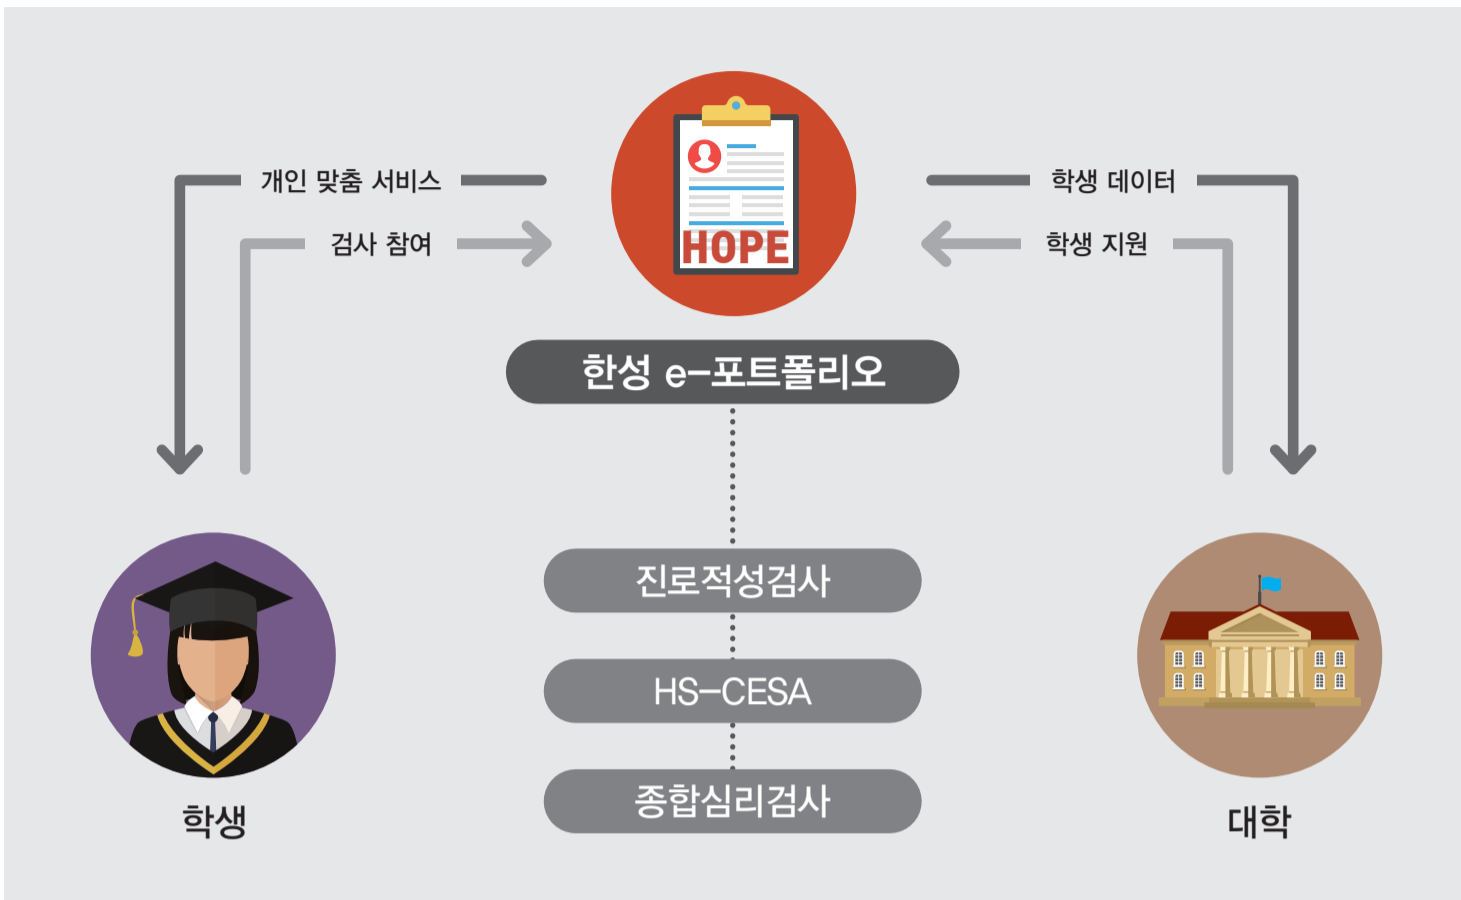 개인 맞춤 서비스
검사 참여
HOPE
학생 데이터
학생 지원
한성 e-포트폴리오
진로적성검사
HS-CESA
종합심리검사
학생
대학